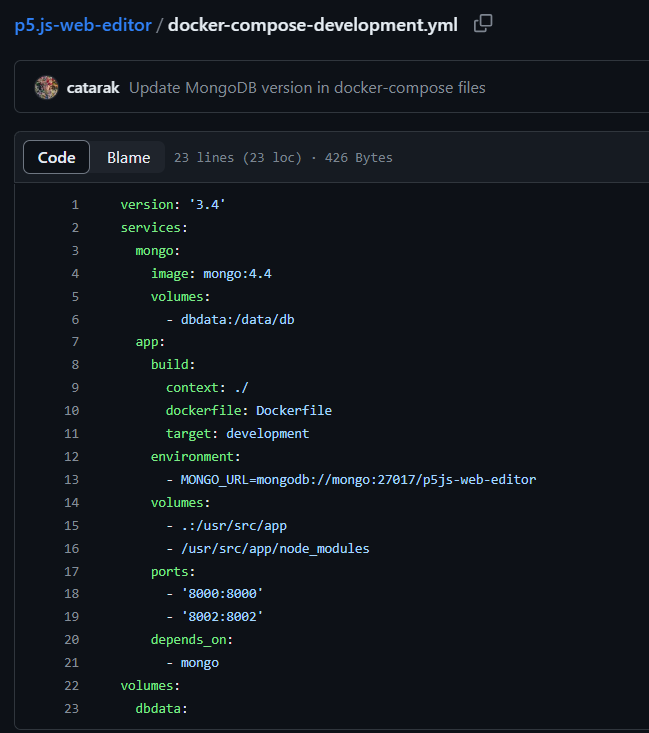 p5.js-web-editor / docker-compose-development.yml
catarak Update MongoDB version in docker-compose files
Code Blame 23 lines (23 loc) · 426 Bytes
1 version: '3.4'
2 services:
3   mongo:
4     image: mongo:4.4
5     volumes:
6       - dbdata:/data/db
7   app:
8     build:
9       context: ./
10       dockerfile: Dockerfile
11       target: development
12     environment:
13       - MONGO_URL=mongodb://mongo:27017/p5js-web-editor
14     volumes:
15       - .:/usr/src/app
16       - /usr/src/app/node_modules
17     ports:
18       - '8000:8000'
19       - '8002:8002'
20     depends_on:
21       - mongo
22 volumes:
23   dbdata: